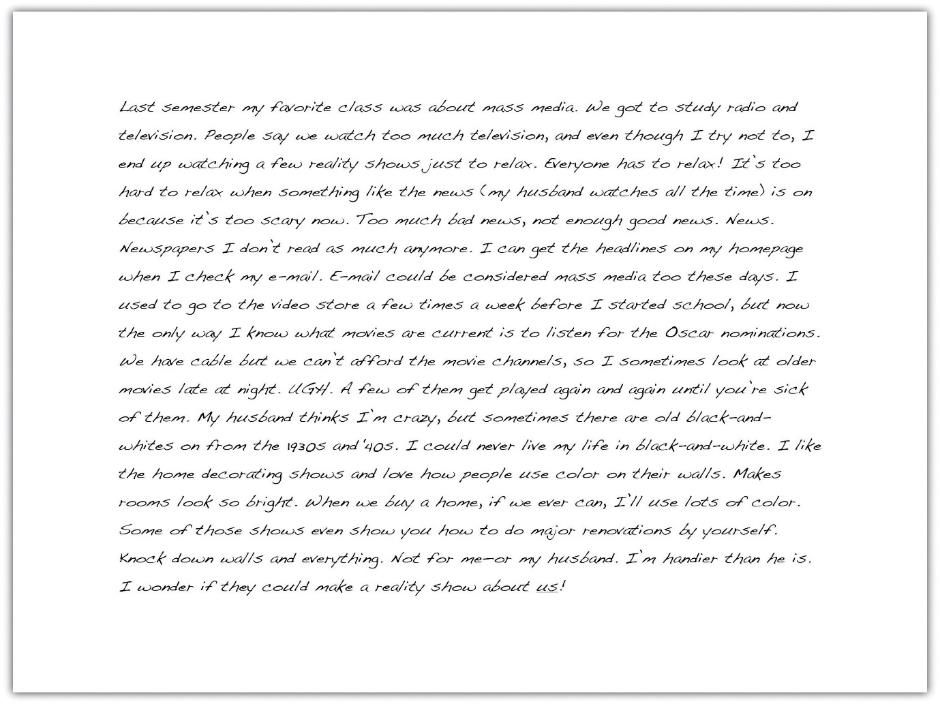 Last semester my favorite class was about mass media. We got to study radio and
television. People say we watch too much television, and even though I try not to, I
end up watching a few reality shows just to relax. Everyone has to relax! It's too
hard to relax when something like the news (my husband watches all the time) is on
because it's too scary now. Too much bad news, not enough good news. News.
Newspapers I don't read as much anymore. I can get the headlines on my homepage
when I check my e-mail. E-mail could be considered mass media too these days. I
used to go to the video store a few times a week before I started school, but now
the only way I know what movies are current is to listen for the Oscar nominations.
We have cable but we can't afford the movie channels, so I sometimes look at older
movies late at night. UGH. A few of them get played again and again until you're sick
of them. My husband thinks I'm crazy, but sometimes there are old black-and-
whites on from the 1930s and '40s. I could never live my life in black-and-white. I like
the home decorating shows and love how people use color on their walls. Makes
rooms look so bright. When we buy a home, if we ever can, I'll use lots of color.
Some of those shows even show you how to do major renovations by yourself.
Knock down walls and everything. Not for me—or my husband. I'm handier than he is.
I wonder if they could make a reality show about us!